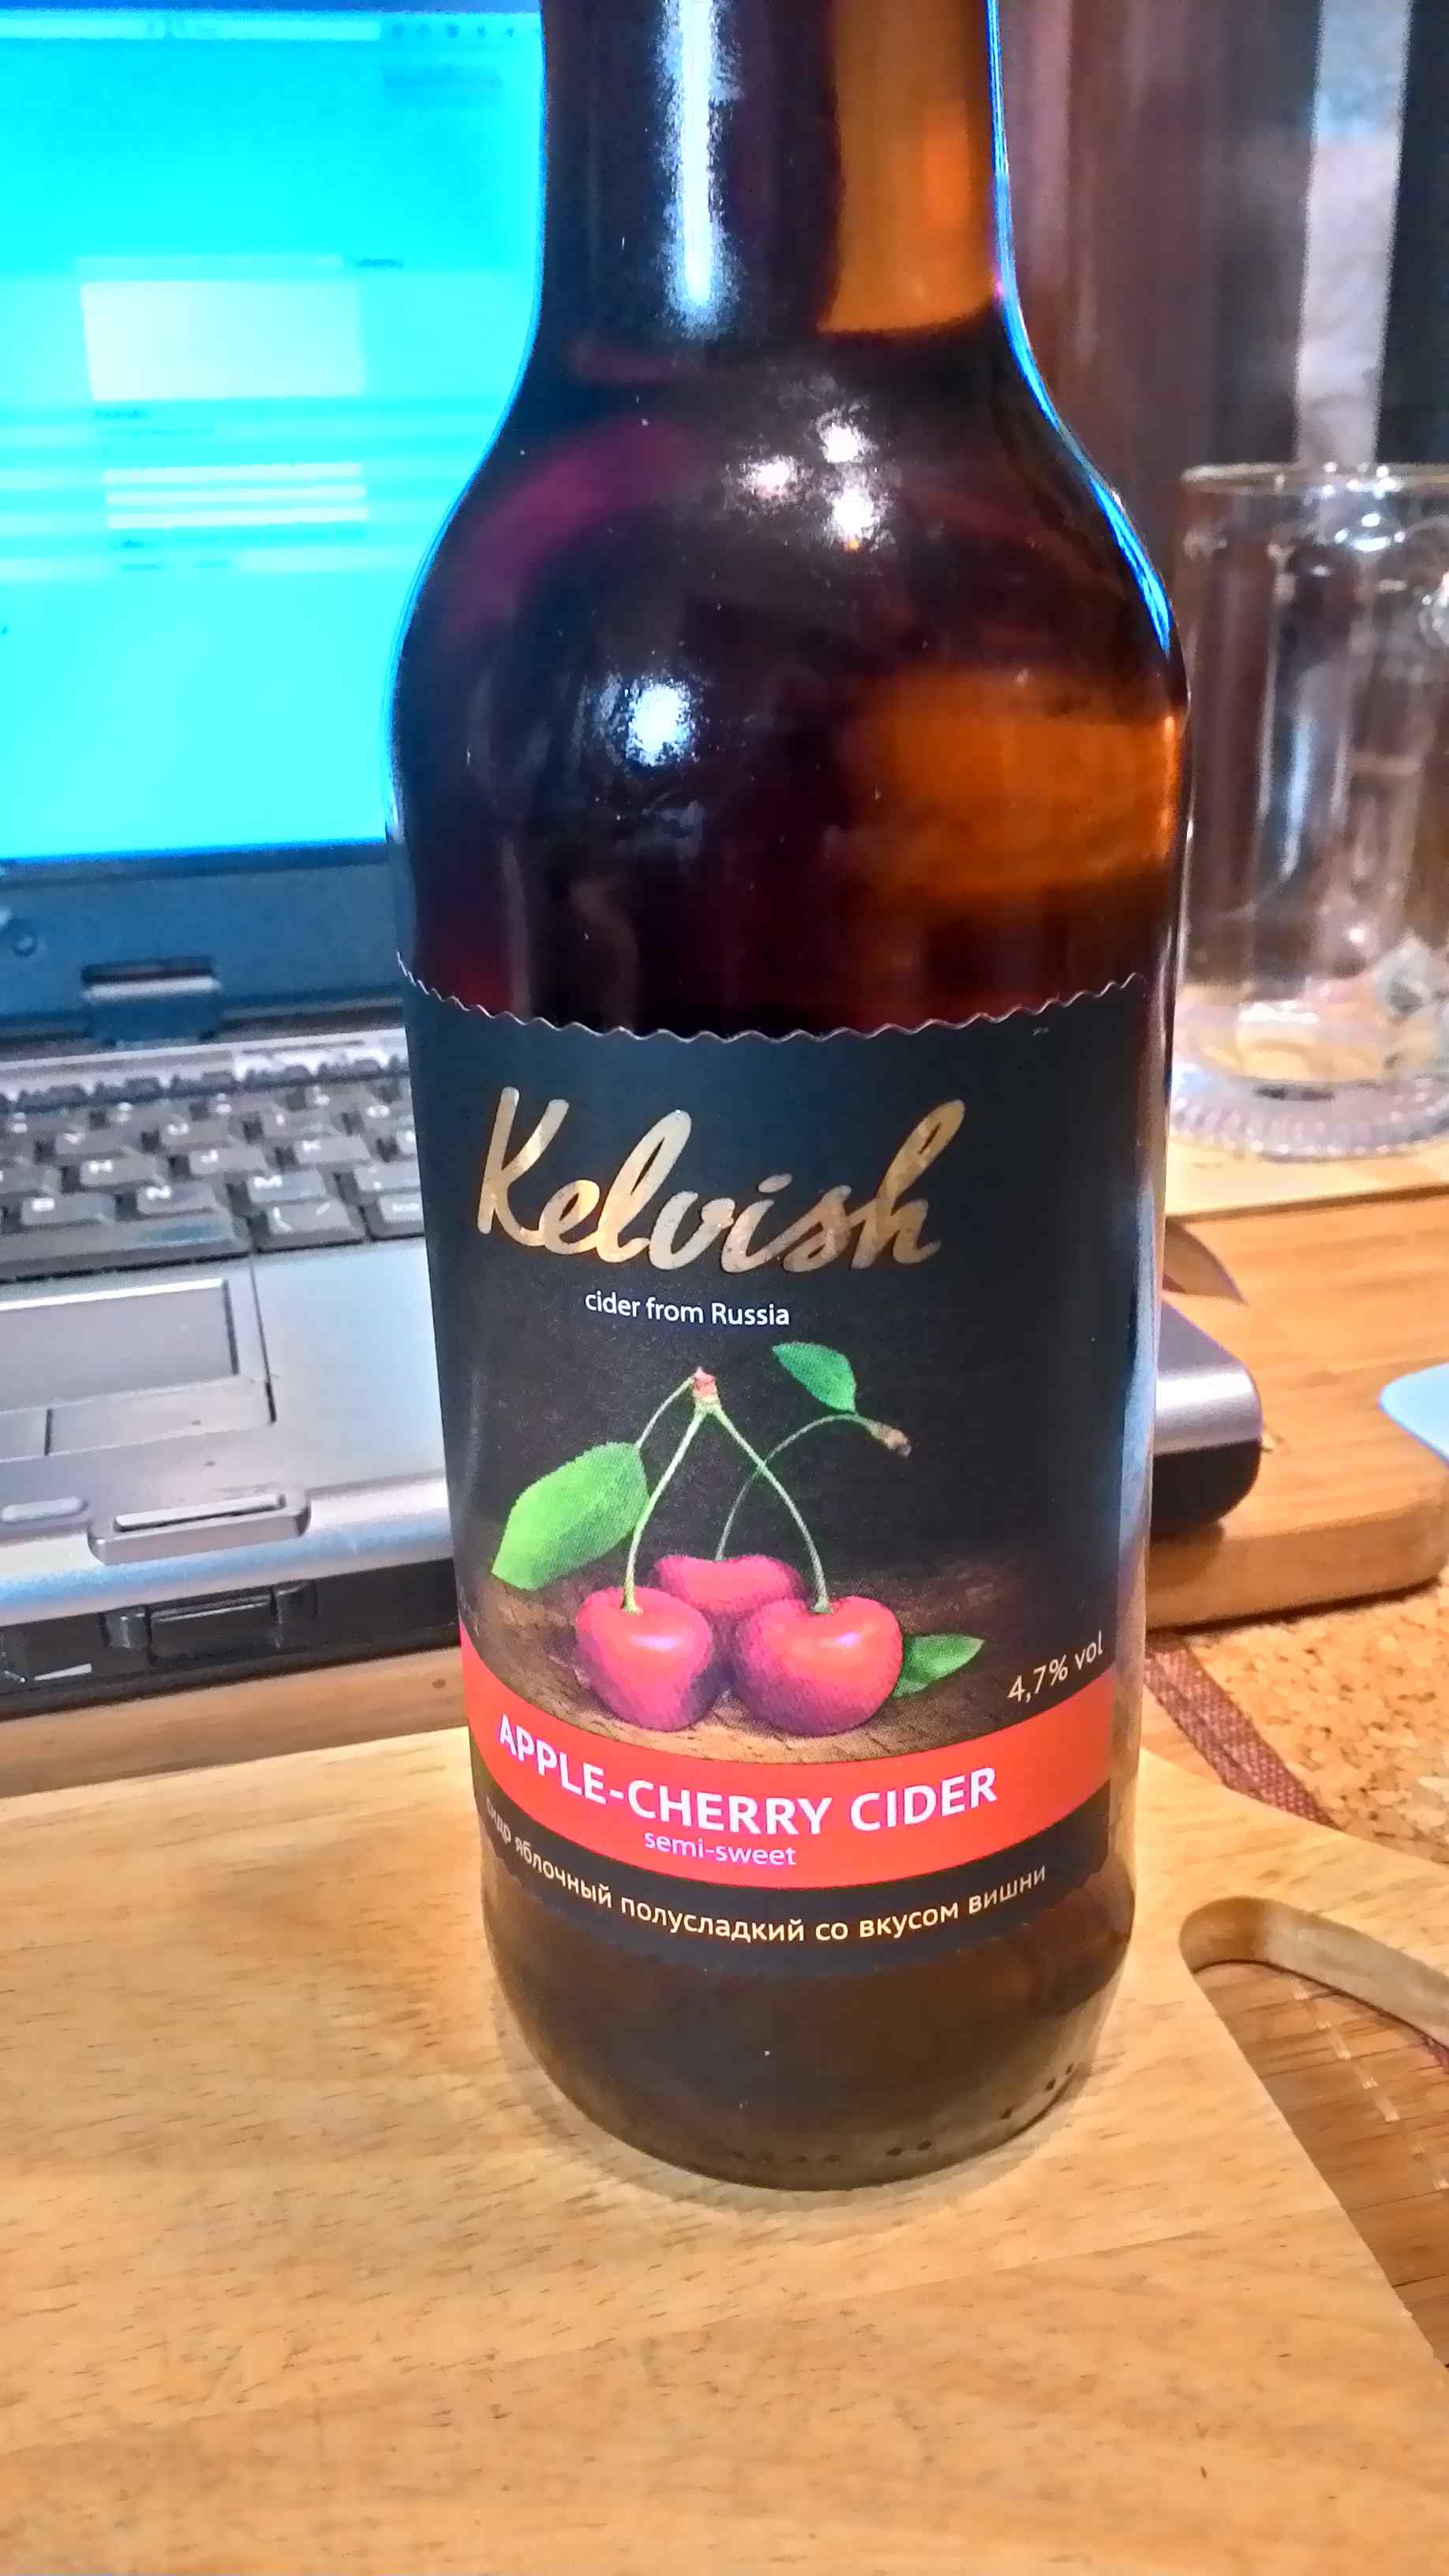 Kelvish
cider from Russia
4,7% vol
APPLE-CHERRY CIDER
semi-sweet
сидр яблочный полусладкий со вкусом вишни